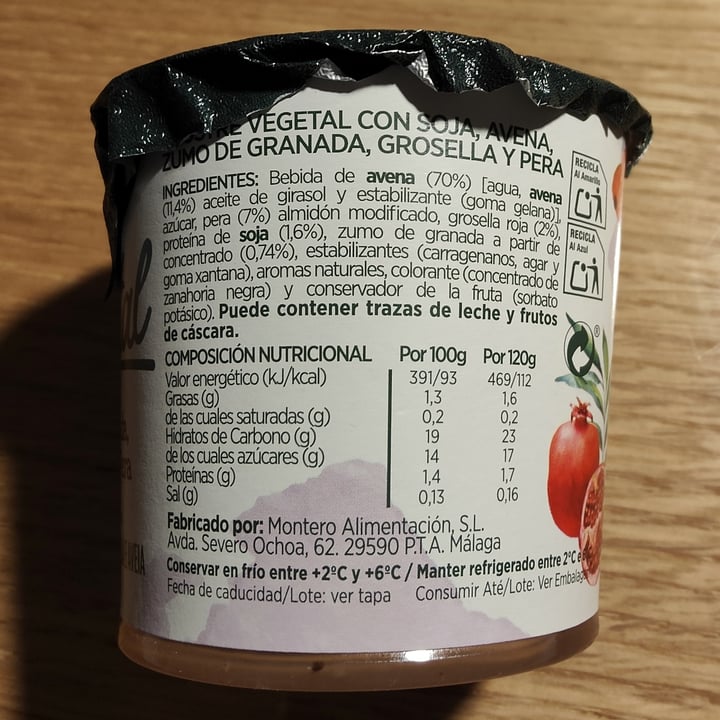 VEGETAL CON SOJA, AVENA,
ZUMO DE GRANADA, GROSELLA Y PERA
INGREDIENTES: Bebida de avena (70%) [agua, avena
(11,4%) aceite de girasol y estabilizante (goma gelana)],
azúcar, pera (7%) almidón modificado, grosella roja (2%),
proteína de soja (1,6%), zumo de granada a partir de
concentrado (0,74%), estabilizantes (carragenanos, agar y
goma xantana), aromas naturales, colorante (concentrado de
zanahoria negra) y conservador de la fruta (sorbato
potásico). Puede contener trazas de leche y frutos
de cáscara.
RECICLA
Al Amarillo
RECICLA
Al Azul
COMPOSICIÓN NUTRICIONAL Por 100g Por 120g
Valor energético (kJ/kcal) 391/93 469/112
Grasas (g) 1,3 1,6
de las cuales saturadas (g) 0,2 0,2
Hidratos de Carbono (g) 19 23
de los cuales azúcares (g) 14 17
Proteínas (g) 1,4 1,7
Sal (g) 0,13 0,16
Fabricado por: Montero Alimentación, S.L.
Avda. Severo Ochoa, 62. 29590 P.T.A. Málaga
Conservar en frío entre +2ºC y +6ºC / Manter refrigerado entre 2ºC e
Fecha de caducidad/Lote: ver tapa Consumir Até/Lote: Ver Embalagem